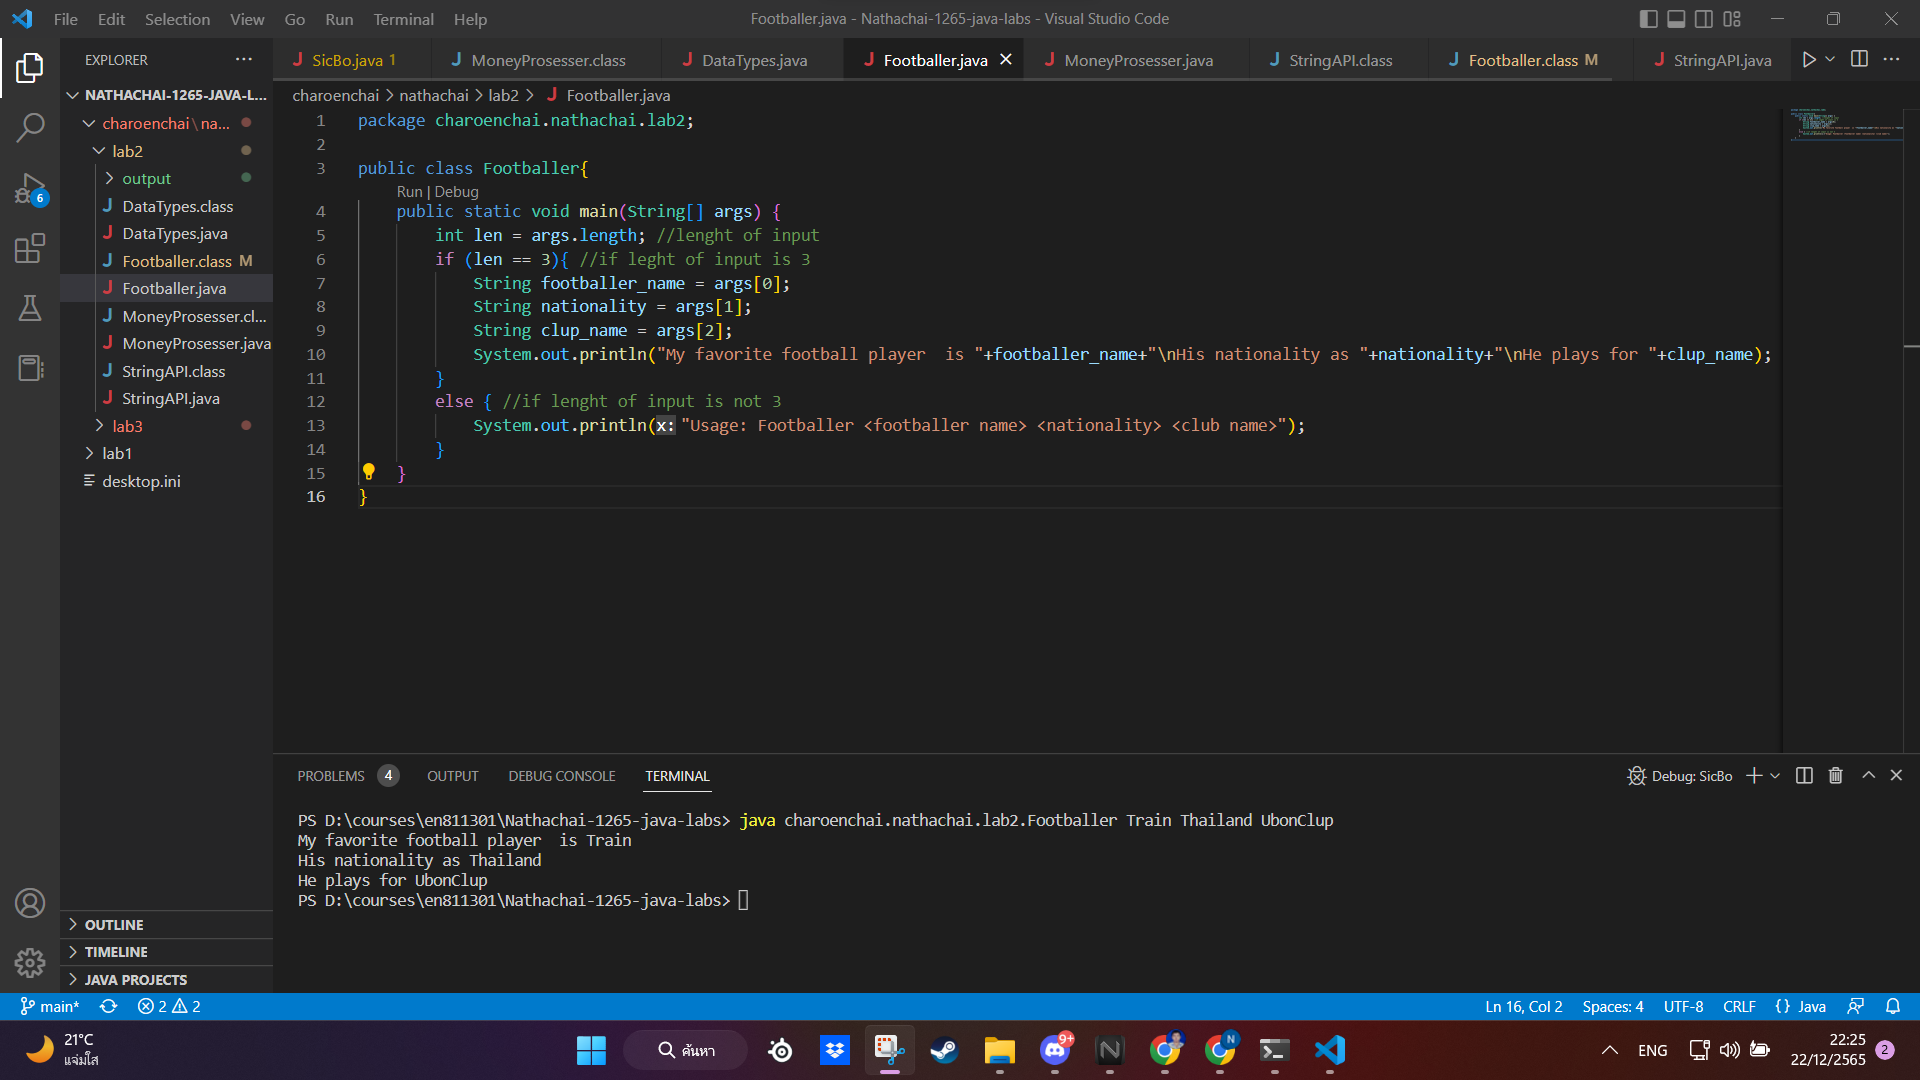 File Edit Selection View Go Run Terminal Help
Footballer.java - Nathachai-1265-java-labs - Visual Studio Code
EXPLORER
SicBo.java 1
MoneyProsesser.class
DataTypes.java
Footballer.java
MoneyProsesser.java
StringAPI.class
Footballer.class M
StringAPI.java
NATHACHAI-1265-JAVA-L...
charoenchai\na...
lab2
output
DataTypes.class
DataTypes.java
Footballer.class M
Footballer.java
MoneyProsesser.cl...
MoneyProsesser.java
StringAPI.class
StringAPI.java
lab3
lab1
desktop.ini
OUTLINE
TIMELINE
JAVA PROJECTS
6
charoenchai > nathachai > lab2 > Footballer.java
1 package charoenchai.nathachai.lab2;
2
3 public class Footballer{
Run | Debug
4 public static void main(String[] args) {
5 int len = args.length; //lenght of input
6 if (len == 3){ //if leght of input is 3
7 String footballer_name = args[0];
8 String nationality = args[1];
9 String clup_name = args[2];
10 System.out.println("My favorite football player  is "+footballer_name+"\nHis nationality as "+nationality+"\nHe plays for "+clup_name);
11 }
12 else { //if lenght of input is not 3
13 System.out.println(x: "Usage: Footballer <footballer name> <nationality> <club name>");
14 }
15 }
16 }
PROBLEMS 4 OUTPUT DEBUG CONSOLE TERMINAL
Debug: SicBo
PS D:\courses\en811301\Nathachai-1265-java-labs> java charoenchai.nathachai.lab2.Footballer Train Thailand UbonClup
My favorite football player  is Train
His nationality as Thailand
He plays for UbonClup
PS D:\courses\en811301\Nathachai-1265-java-labs>
main* 2 2
Ln 16, Col 2 Spaces: 4 UTF-8 CRLF {} Java
21°C
แจ่มใส
ค้นหา
9+
N
N
ENG
22:25
22/12/2565
2